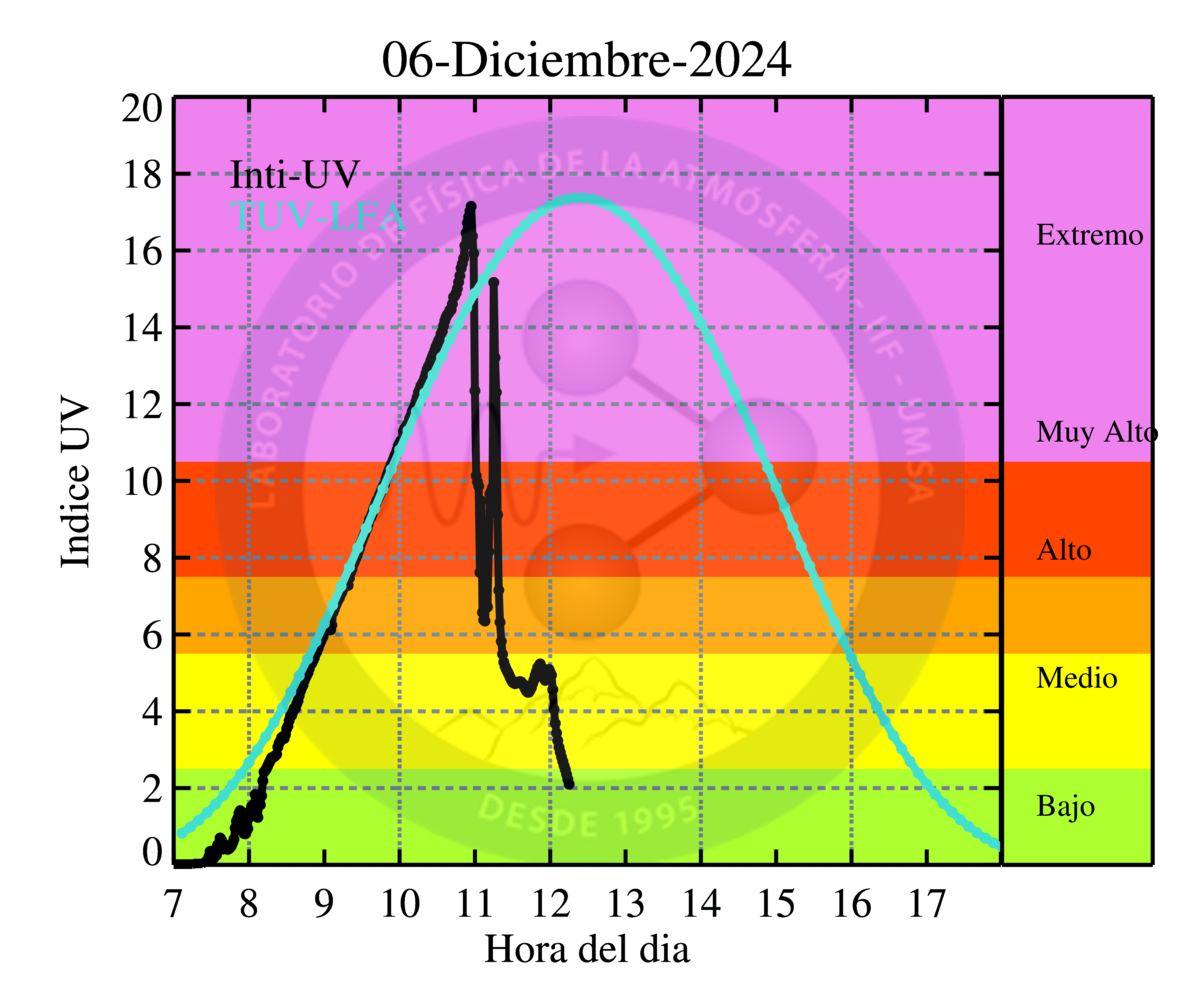 06-Diciembre-2024
20
18
16
14
12
10
8
6
4
2
0
Indice UV
Inti-UV
TUV-LFA
LABORATORIO DE FÍSICA DE LA ATMÓSFERA - IIF - UMSA
DESDE 1995
Extremo
Muy Alto
Alto
Medio
Bajo
7 8 9 10 11 12 13 14 15 16 17
Hora del dia